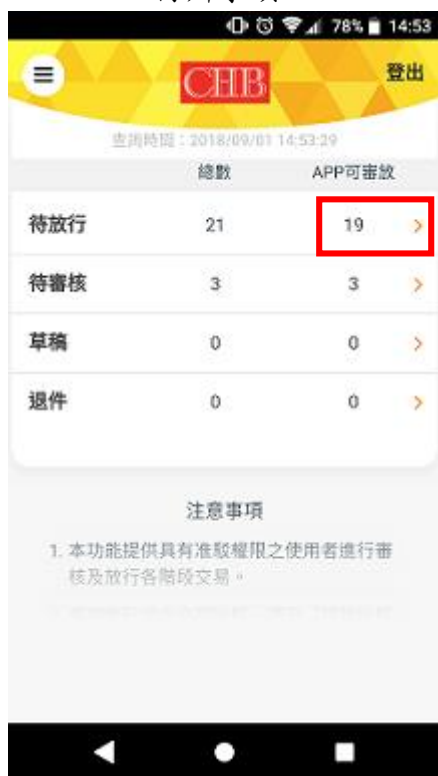 78% 14:53
CHB 登出
查詢時間：2018/09/01 14:53:29
總數 APP可審放
待放行 21 19
待審核 3 3
草稿 0 0
退件 0 0
注意事項
1. 本功能提供具有准駁權限之使用者進行審
核及放行各階段交易。